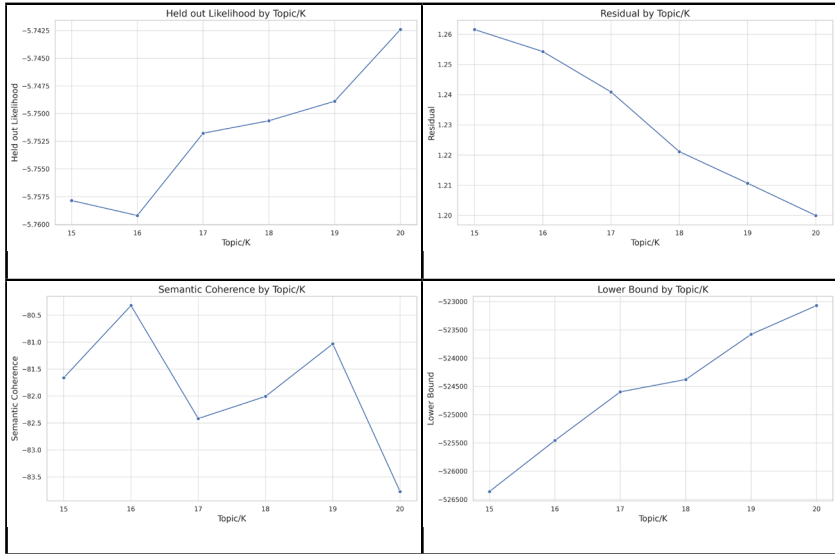 Held out Likelihood by Topic/K
Held out Likelihood
−5.7425
−5.7450
−5.7475
−5.7500
−5.7525
−5.7550
−5.7575
−5.7600
15 16 17 18 19 20
Topic/K
Residual by Topic/K
Residual
1.26
1.25
1.24
1.23
1.22
1.21
1.20
15 16 17 18 19 20
Topic/K
Semantic Coherence by Topic/K
Semantic Coherence
−80.5
−81.0
−81.5
−82.0
−82.5
−83.0
−83.5
15 16 17 18 19 20
Topic/K
Lower Bound by Topic/K
Lower Bound
−523000
−523500
−524000
−524500
−525000
−525500
−526000
−526500
15 16 17 18 19 20
Topic/K